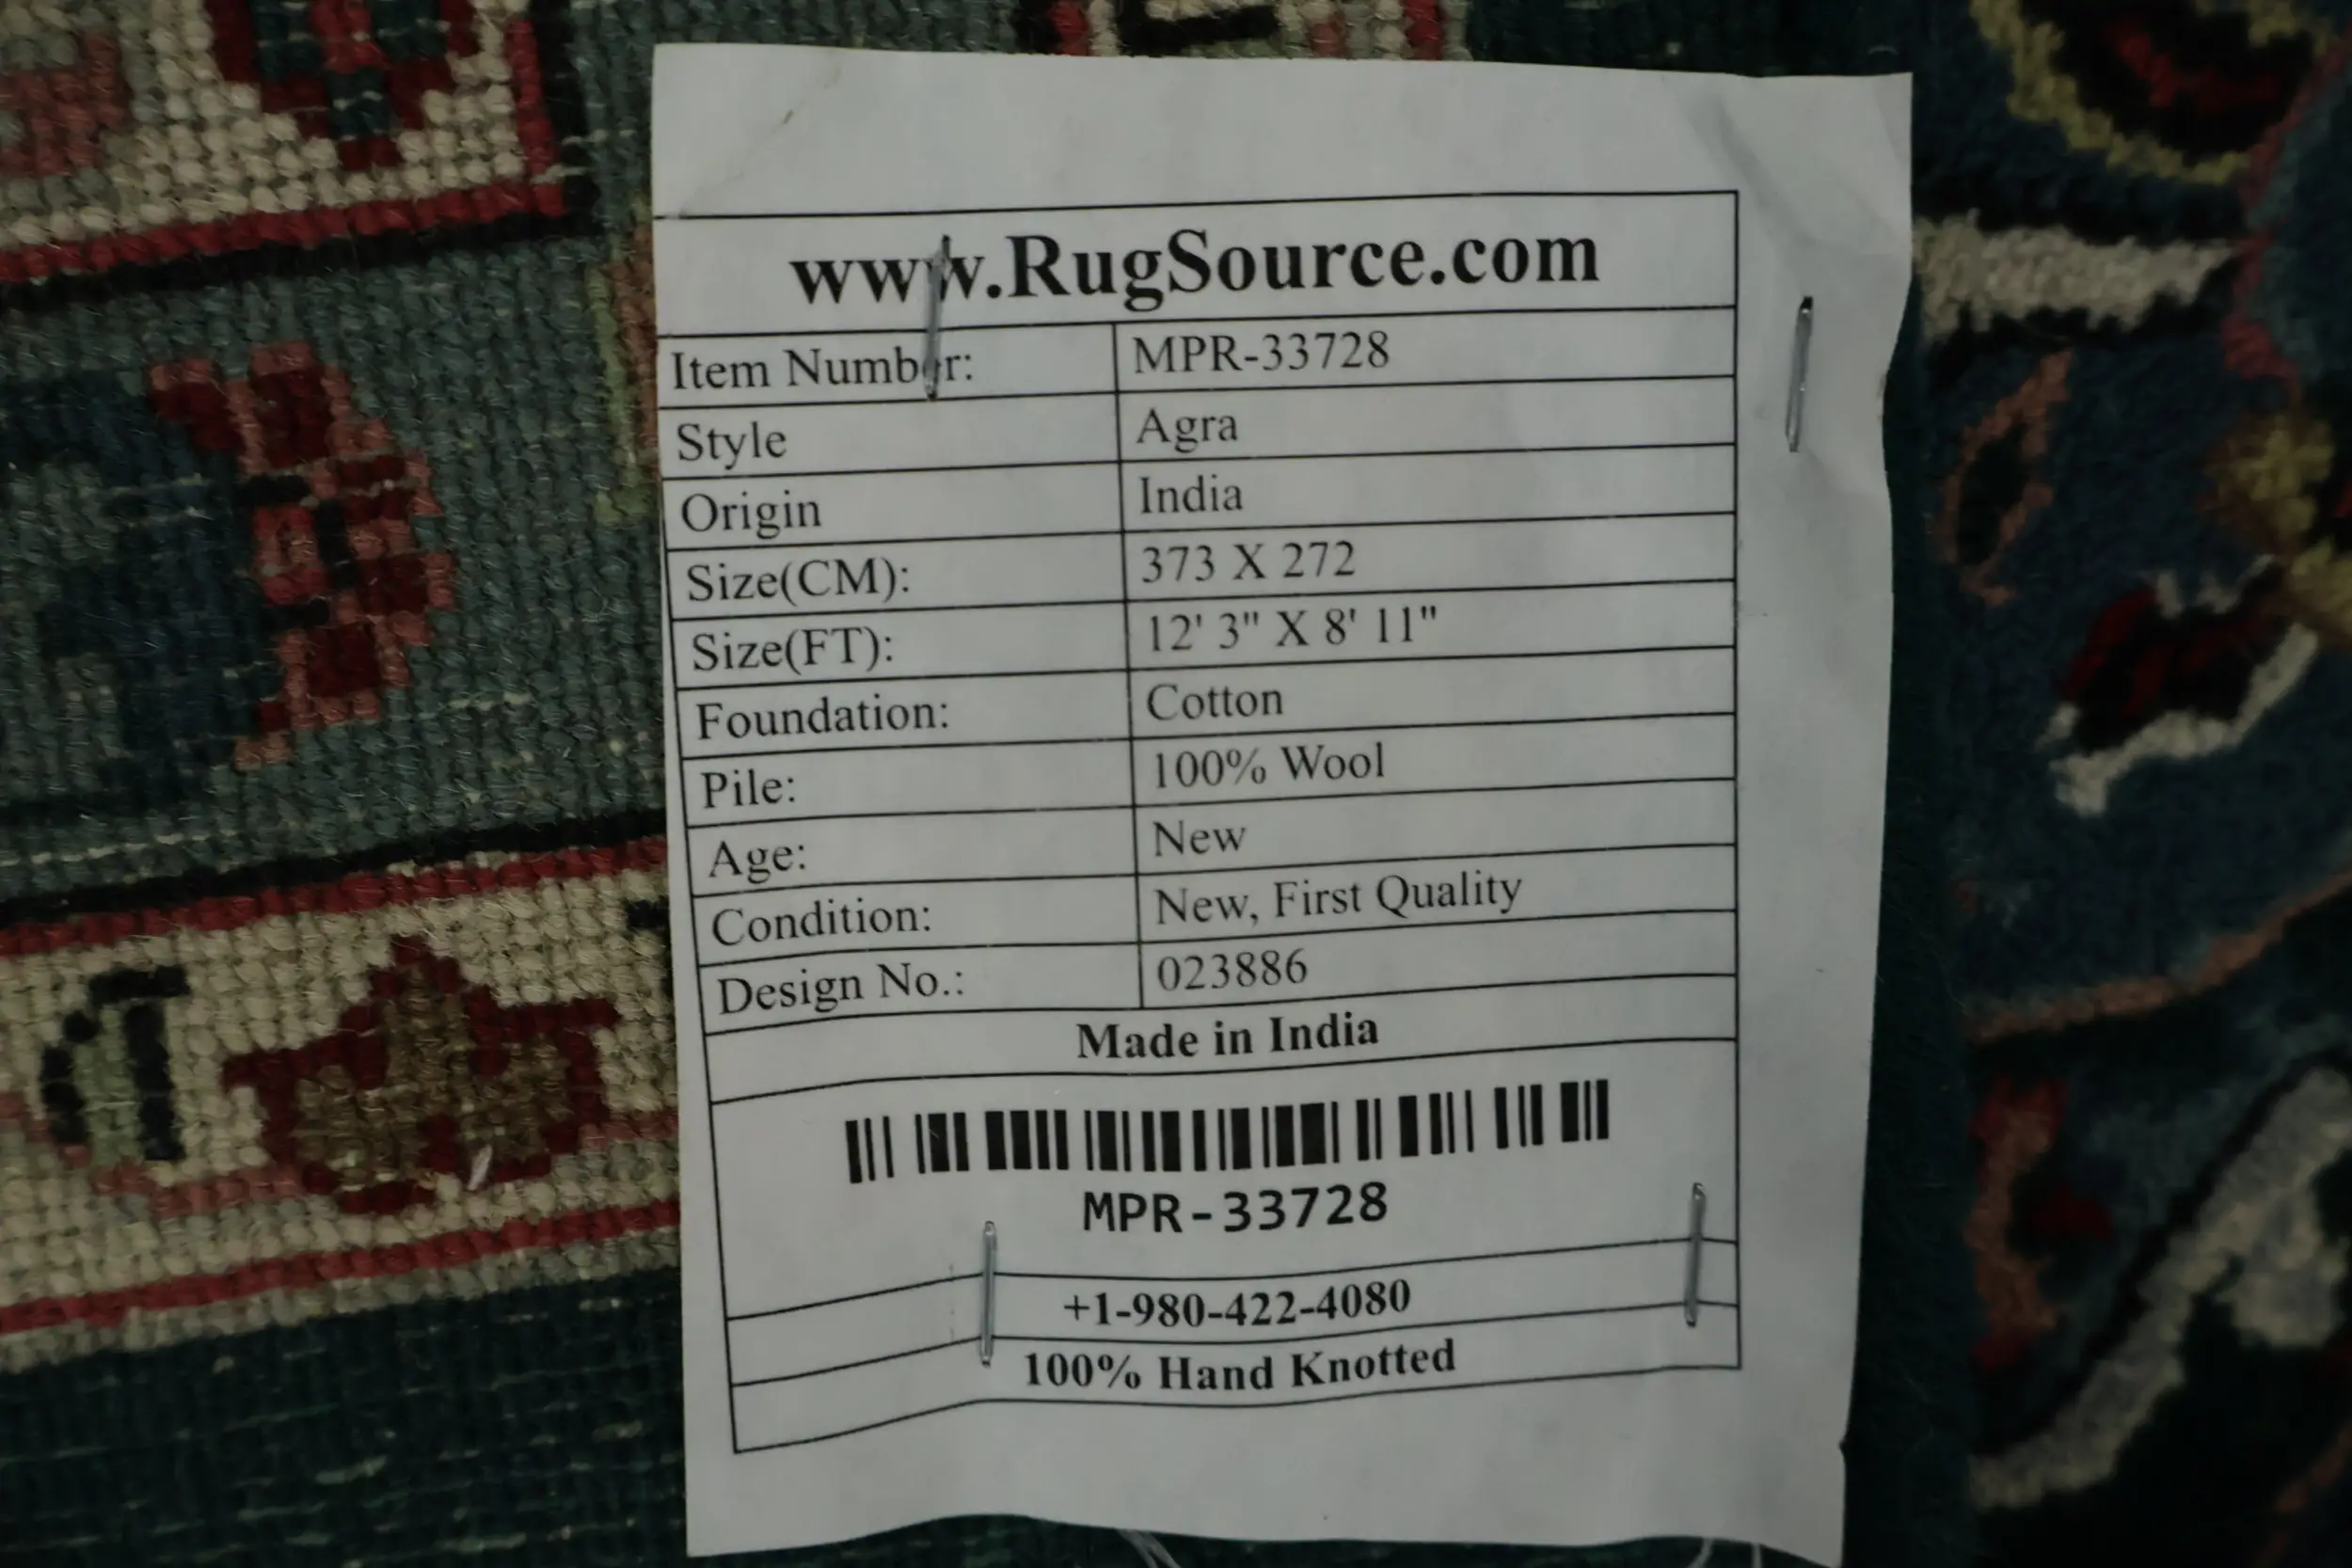 www.RugSource.com
Item Number: MPR-33728
Style Agra
Origin India
Size(CM): 373 X 272
Size(FT): 12' 3" X 8' 11"
Foundation: Cotton
Pile: 100% Wool
Age: New
Condition: New, First Quality
Design No.: 023886
Made in India
MPR-33728
+1-980-422-4080
100% Hand Knotted